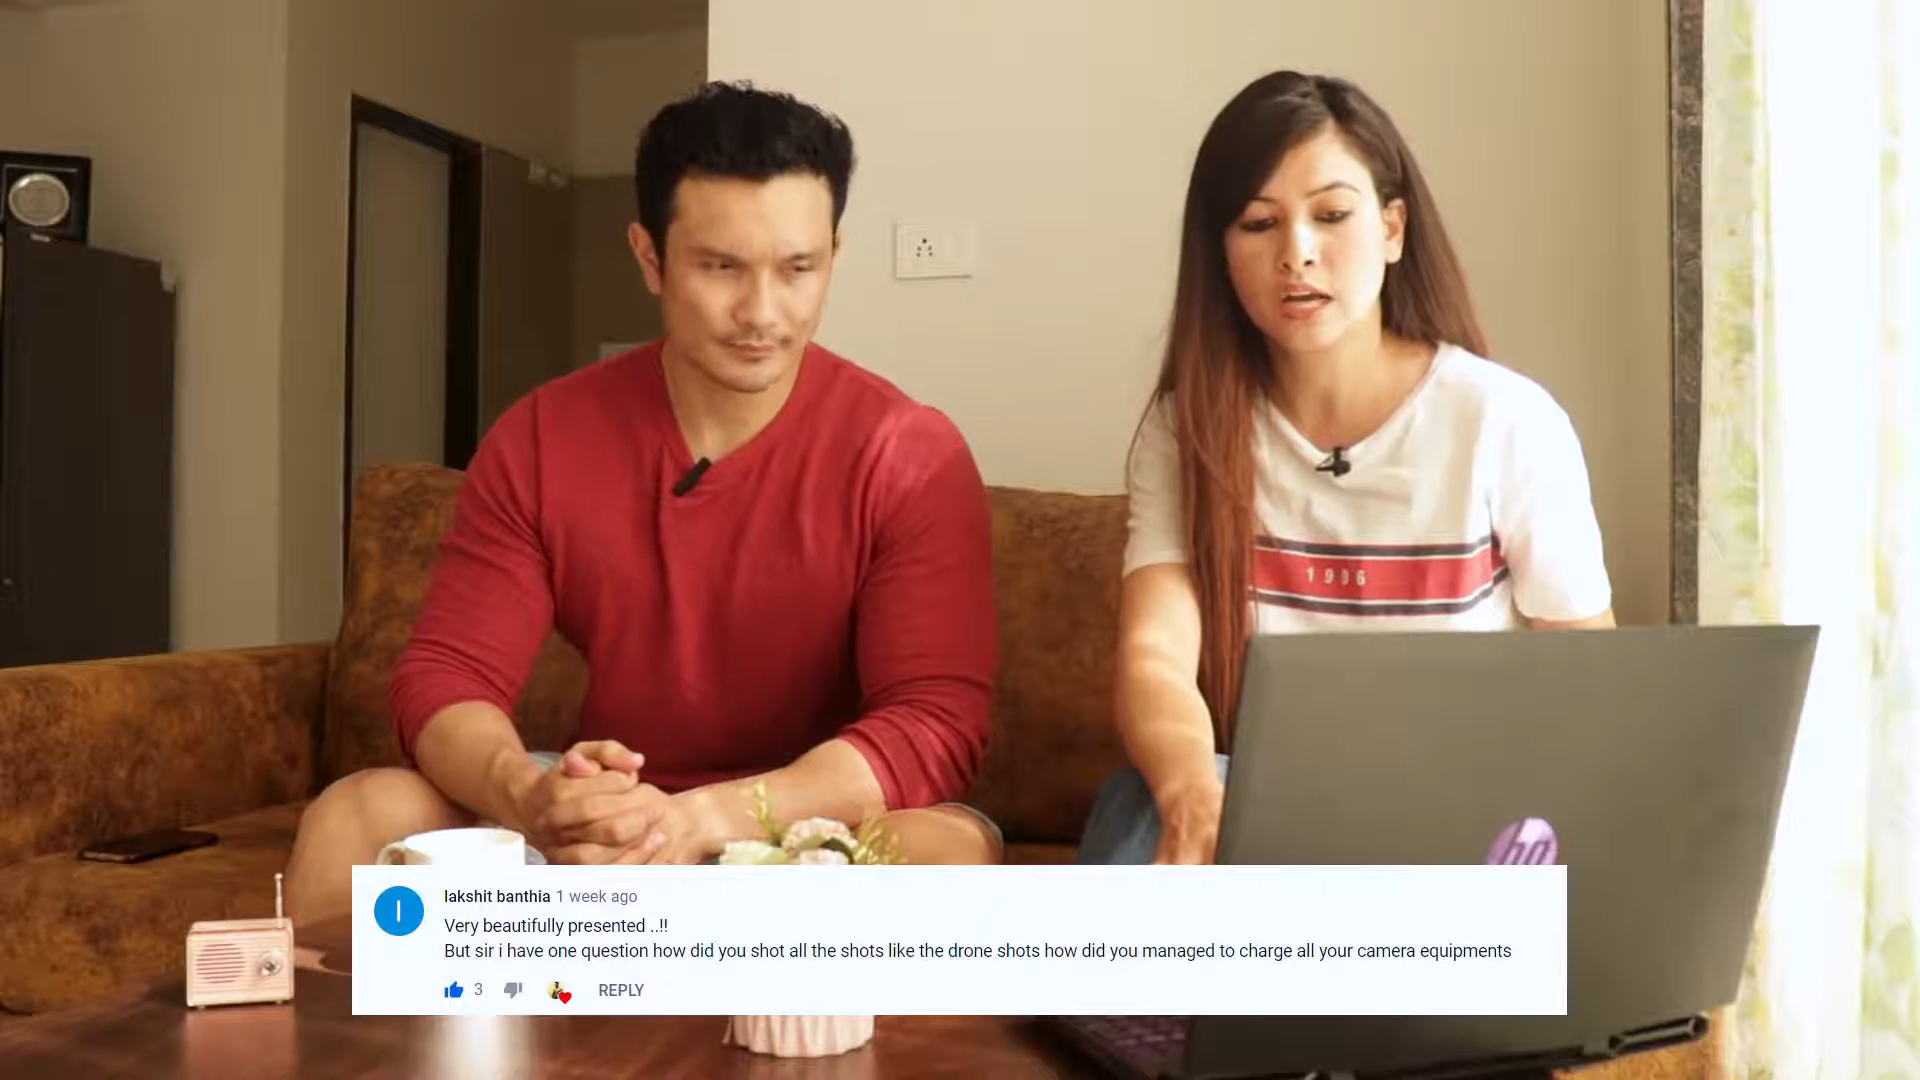 1996
hp
lakshit banthia 1 week ago
Very beautifully presented ..!!
But sir i have one question how did you shot all the shots like the drone shots how did you managed to charge all your camera equipments
3
REPLY